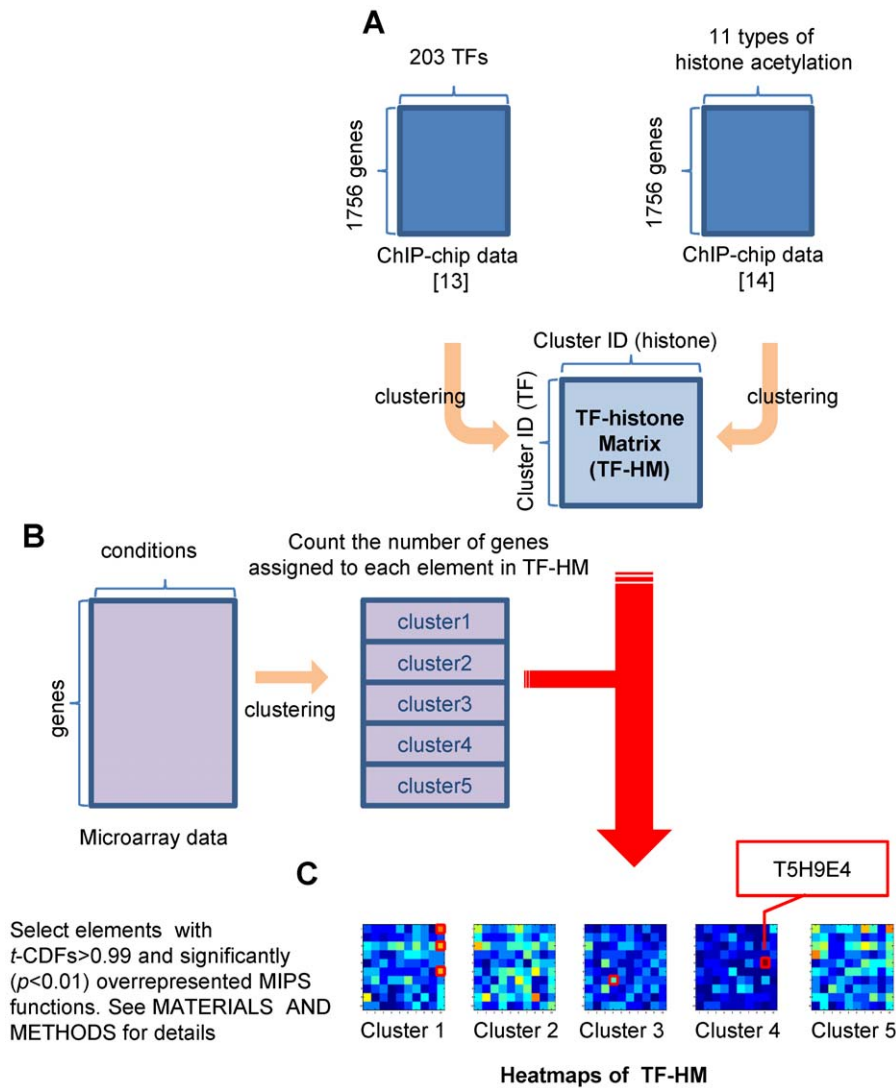 A
203 TFs
11 types of
histone acetylation
1756 genes
1756 genes
ChIP-chip data
[13]
ChIP-chip data
[14]
clustering
Cluster ID (histone)
Cluster ID (TF)
TF-histone
Matrix
(TF-HM)
clustering
B
conditions
genes
Microarray data
clustering
Count the number of genes
assigned to each element in TF-HM
cluster1
cluster2
cluster3
cluster4
cluster5
C
T5H9E4
Select elements with
t-CDFs>0.99 and significantly
(p<0.01) overrepresented MIPS
functions. See MATERIALS AND
METHODS for details
Cluster 1
Cluster 2
Cluster 3
Cluster 4
Cluster 5
Heatmaps of TF-HM